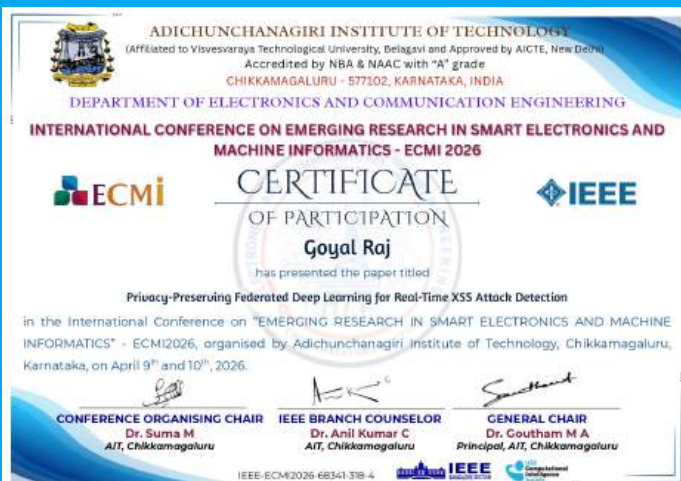 ADICHUNCHANAGIRI INSTITUTE OF TECHNOLOGY
(Affiliated to Visvesvaraya Technological University, Belagavi and Approved by AICTE, New Delhi)
Accredited by NBA & NAAC with "A" grade
CHIKKAMAGALURU - 577102, KARNATAKA, INDIA
DEPARTMENT OF ELECTRONICS AND COMMUNICATION ENGINEERING
INTERNATIONAL CONFERENCE ON EMERGING RESEARCH IN SMART ELECTRONICS AND
MACHINE INFORMATICS - ECMI 2026
ECMi
CERTIFICATE
IEEE
OF PARTICIPATION
Goyal Raj
has presented the paper titled
Privacy-Preserving Federated Deep Learning for Real-Time XSS Attack Detection
in the International Conference on "EMERGING RESEARCH IN SMART ELECTRONICS AND MACHINE
INFORMATICS" - ECMI2026, organised by Adichunchanagiri Institute of Technology, Chikkamagaluru,
Karnataka, on April 9th and 10th, 2026.
CONFERENCE ORGANISING CHAIR IEEE BRANCH COUNSELOR GENERAL CHAIR
Dr. Suma M Dr. Anil Kumar C Dr. Goutham M A
AIT, Chikkamagaluru AIT, Chikkamagaluru Principal, AIT, Chikkamagaluru
IEEE-ECMI2026-68341-318-4
IEEE
BANGALORE SECTION
IEEE
Computational
Intelligence